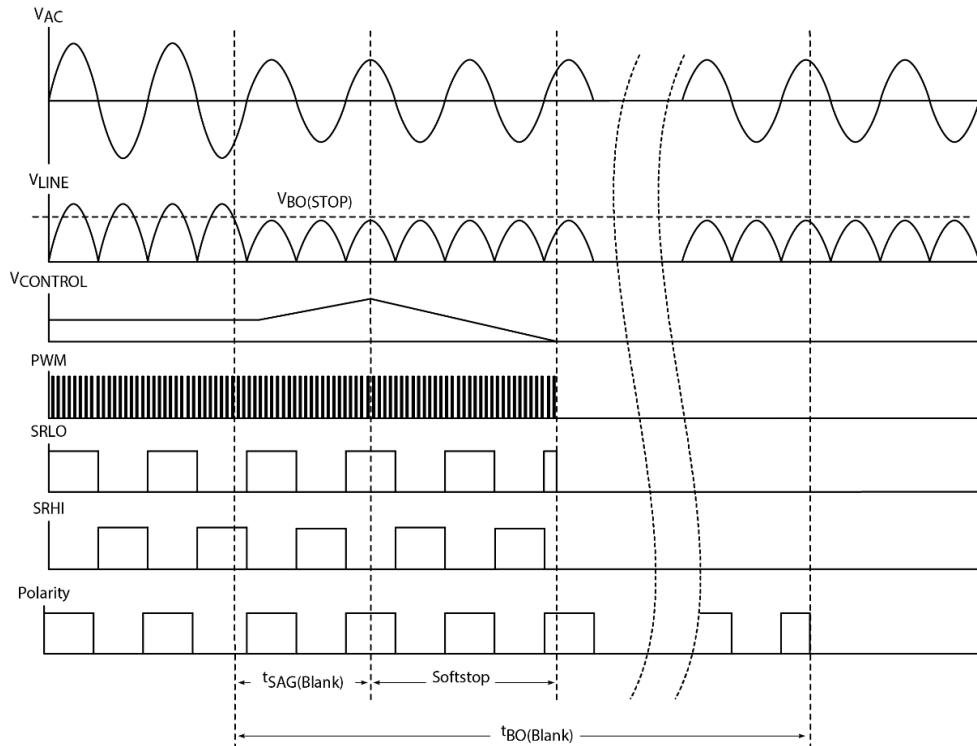 VAC
VLINE
VBO(STOP)
VCONTROL
PWM
SRLO
SRHI
Polarity
tSAG(Blank)
Softstop
tBO(Blank)